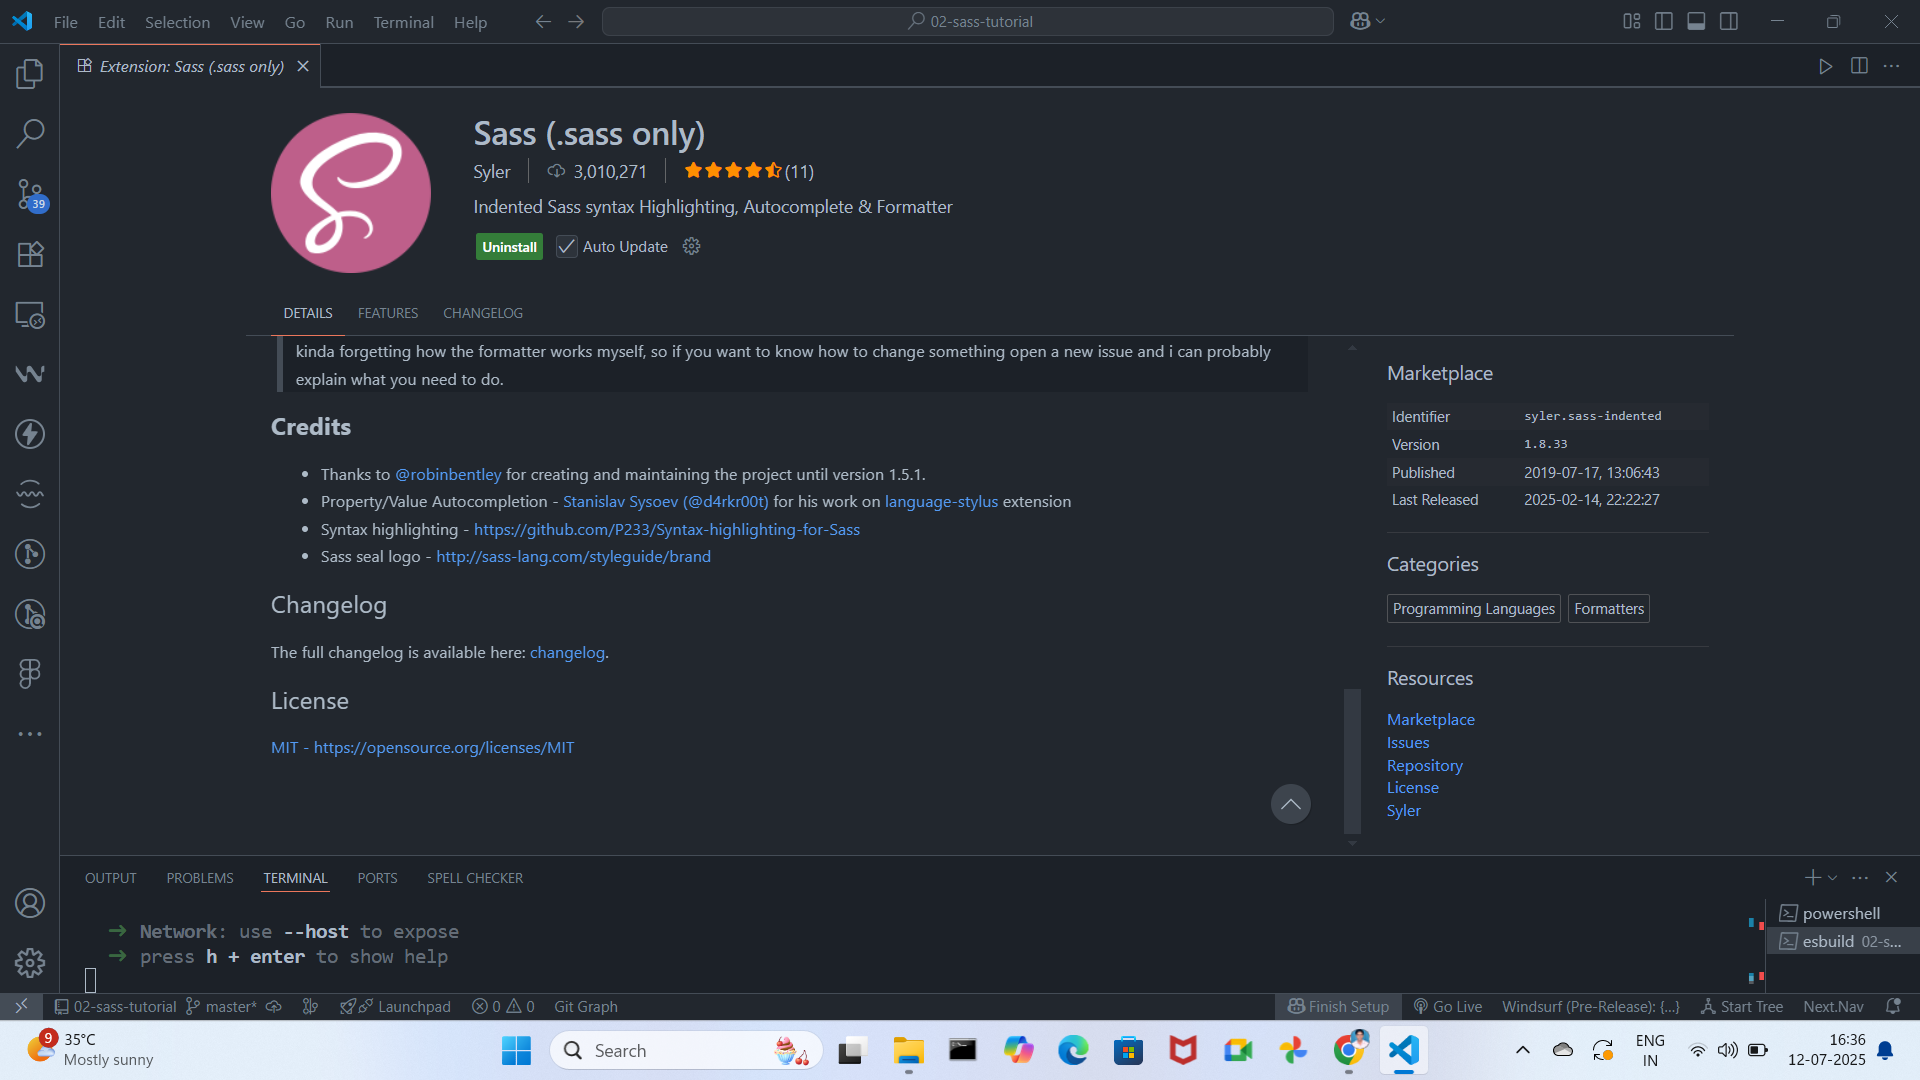 File Edit Selection View Go Run Terminal Help
02-sass-tutorial
Extension: Sass (.sass only)
Sass (.sass only)
Syler 3,010,271 (11)
Indented Sass syntax Highlighting, Autocomplete & Formatter
Uninstall Auto Update
39
DETAILS FEATURES CHANGELOG
kinda forgetting how the formatter works myself, so if you want to know how to change something open a new issue and i can probably
explain what you need to do.
Credits
Thanks to @robinbentley for creating and maintaining the project until version 1.5.1.
Property/Value Autocompletion - Stanislav Sysoev (@d4rkr00t) for his work on language-stylus extension
Syntax highlighting - https://github.com/P233/Syntax-highlighting-for-Sass
Sass seal logo - http://sass-lang.com/styleguide/brand
Changelog
The full changelog is available here: changelog.
License
MIT - https://opensource.org/licenses/MIT
Marketplace
Identifier syler.sass-indented
Version 1.8.33
Published 2019-07-17, 13:06:43
Last Released 2025-02-14, 22:22:27
Categories
Programming Languages Formatters
Resources
Marketplace
Issues
Repository
License
Syler
OUTPUT PROBLEMS TERMINAL PORTS SPELL CHECKER
➜ Network: use --host to expose
➜ press h + enter to show help
powershell
esbuild 02-s...
02-sass-tutorial master* Launchpad 0 0 Git Graph Finish Setup Go Live Windsurf (Pre-Release): {...} Start Tree Next.Nav
9
35°C
Mostly sunny
Search
ENG
IN
16:36
12-07-2025